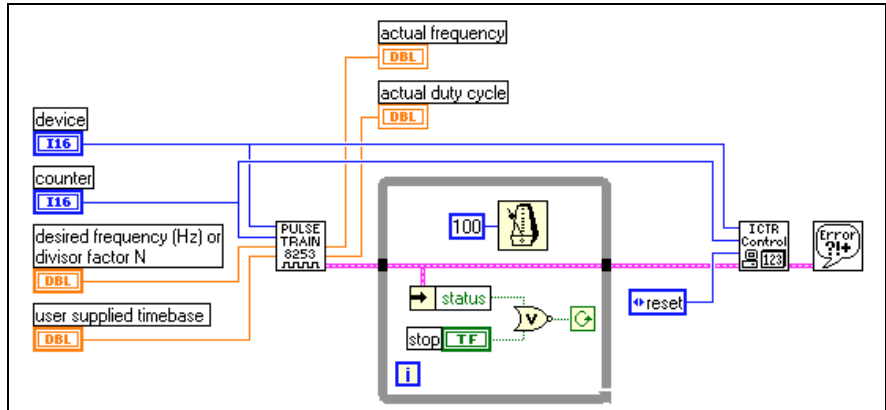 actual frequency
DBL
actual duty cycle
DBL
device
I16
counter
I16
desired frequency (Hz) or
divisor factor N
DBL
user supplied timebase
DBL
PULSE
TRAIN
8253
100
status
stop
TF
V
i
reset
ICTR
Control
123
Error
?!+